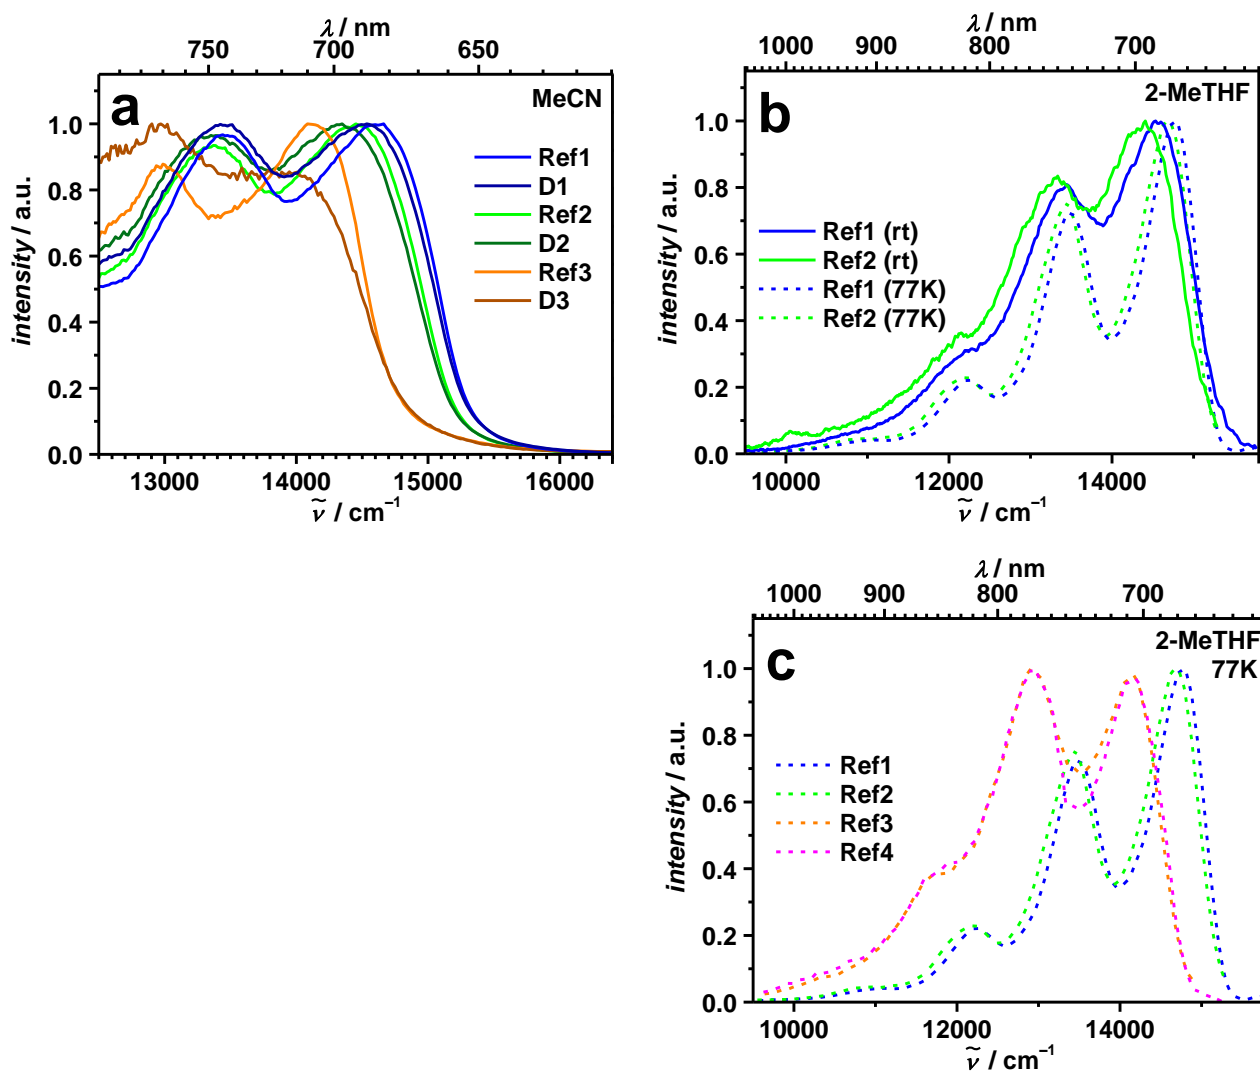 λ / nm
750 700 650
a
MeCN
1.0
0.8
0.6
0.4
0.2
0.0
intensity / a.u.
Ref1
D1
Ref2
D2
Ref3
D3
13000 14000 15000 16000
ν̃ / cm⁻¹
λ / nm
1000 900 800 700
b
2-MeTHF
1.0
0.8
0.6
0.4
0.2
0.0
intensity / a.u.
Ref1 (rt)
Ref2 (rt)
Ref1 (77K)
Ref2 (77K)
10000 12000 14000
ν̃ / cm⁻¹
λ / nm
1000 900 800 700
c
2-MeTHF
77K
1.0
0.8
0.6
0.4
0.2
0.0
intensity / a.u.
Ref1
Ref2
Ref3
Ref4
10000 12000 14000
ν̃ / cm⁻¹